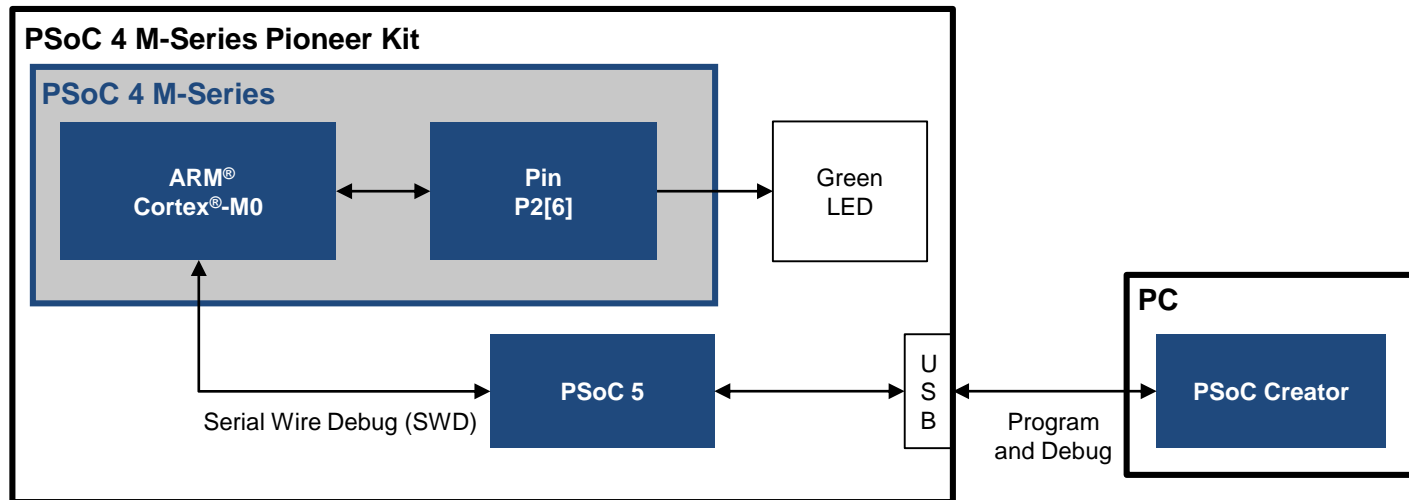 PSoC 4 M-Series Pioneer Kit
PSoC 4 M-Series
ARM®
Cortex®-M0
Pin
P2[6]
Green
LED
PC
PSoC 5
U
S
B
PSoC Creator
Serial Wire Debug (SWD)
Program
and Debug